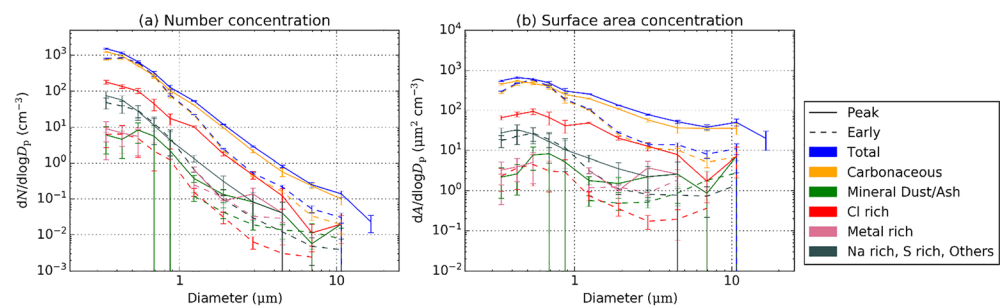 (a) Number concentration
(b) Surface area concentration
dN/dlogDₚ (cm⁻³)
10³
10²
10¹
10⁰
10⁻¹
10⁻²
10⁻³
1
10
Diameter (µm)
dA/dlogDₚ (µm² cm⁻³)
10⁵
10⁴
10³
10²
10¹
10⁰
10⁻¹
10⁻²
1
10
Diameter (µm)
Peak
Early
Total
Carbonaceous
Mineral Dust/Ash
Cl rich
Metal rich
Na rich, S rich, Others